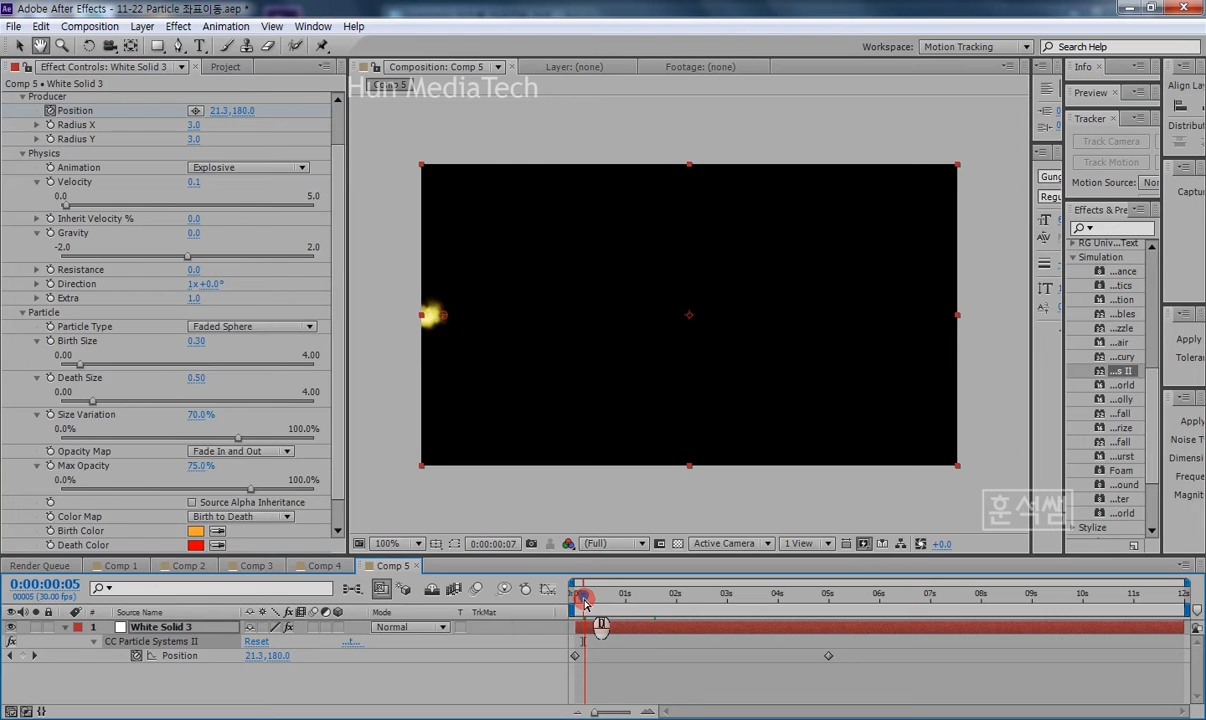 Adobe After Effects - 11-22 Particle 좌표이동.aep *
File Edit Composition Layer Effect Animation View Window Help
Workspace: Motion Tracking Search Help
Effect Controls: White Solid 3 Project
Composition: Comp 5 Layer: (none) Footage: (none)
Info
Align
Comp 5 • White Solid 3
Comp 5
Hun MediaTech
Preview
Producer
Position 21.3,180.0
Radius X 3.0
Radius Y 3.0
Physics
Animation Explosive
Velocity 0.1
0.0 5.0
Inherit Velocity % 0.0
Gravity 0.0
-2.0 2.0
Resistance 0.0
Direction 1x+0.0°
Extra 1.0
Particle
Particle Type Faded Sphere
Birth Size 0.30
0.00 4.00
Death Size 0.50
0.00 4.00
Size Variation 70.0%
0.0% 100.0%
Opacity Map Fade In and Out
Max Opacity 75.0%
0.0% 100.0%
Source Alpha Inheritance
Color Map Birth to Death
Birth Color
Death Color
Tracker
Track Camera
Track Motion
Motion Source:
Effects & Pre
RG Univ...Text
Simulation
...ance
...tics
...tion
...bles
...zzle
...air
...cury
...s II
...orld
...olly
...fall
...rize
...fall
...urst
Foam
...ound
...ter
...orld
Stylize
Distribut
Captur
Apply
Toleran
Apply
Noise T
Dimens
Freque
Magnit
훈석쌤
100% 0:00:00:07 (Full) Active Camera 1 View +0.0
Render Queue Comp 1 Comp 2 Comp 3 Comp 4 Comp 5
0:00:00:05
00005 (30.00 fps)
01s 02s 03s 04s 05s 06s 07s 08s 09s 10s 11s 12s
# Source Name Mode T TrkMat
1 White Solid 3 Normal
fx CC Particle Systems II Reset ...t...
Position 21.3,180.0